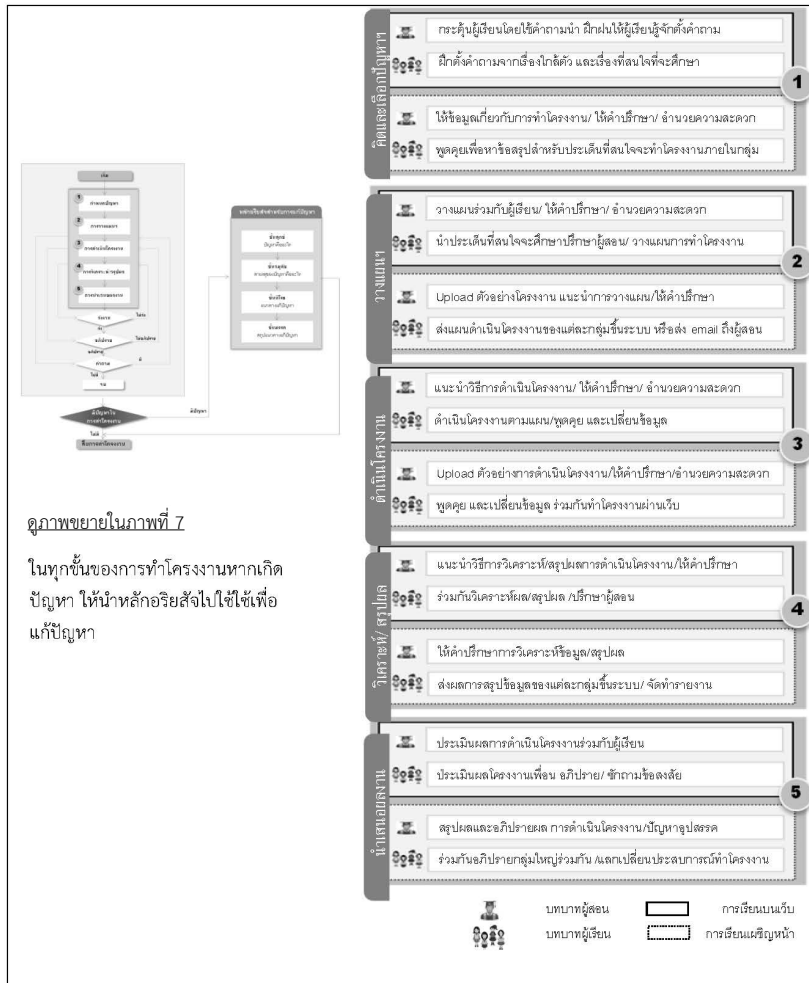 เริ่ม
1
2
3
4
5
มีปัญหาใน
การทำโครงงาน
มีปัญหา
ไม่มี
ดูภาพขยายในภาพที่ 7
ในทุกขั้นของการทำโครงงานหากเกิด
ปัญหา ให้นำหลักอริยสัจไปใช้ใช้เพื่อ
แก้ปัญหา
คิดและเลือกปัญหาฯ
กระตุ้นผู้เรียนโดยใช้คำถามนำ ฝึกฝนให้ผู้เรียนรู้จักตั้งคำถาม
ฝึกตั้งคำถามจากเรื่องใกล้ตัว และเรื่องที่สนใจที่จะศึกษา
1
ให้ข้อมูลเกี่ยวกับการทำโครงงาน/ ให้คำปรึกษา/ อำนวยความสะดวก
พูดคุยเพื่อหาข้อสรุปสำหรับประเด็นที่สนใจจะทำโครงงานภายในกลุ่ม
วางแผนฯ
วางแผนร่วมกับผู้เรียน/ ให้คำปรึกษา/ อำนวยความสะดวก
นำประเด็นที่สนใจจะศึกษาปรึกษาผู้สอน/ วางแผนการทำโครงงาน
2
Upload ตัวอย่างโครงงาน แนะนำการวางแผน/ให้คำปรึกษา
ส่งแผนดำเนินโครงงานของแต่ละกลุ่มขึ้นระบบ หรือส่ง email ถึงผู้สอน
ดำเนินโครงงาน
แนะนำวิธีการดำเนินโครงงาน/ ให้คำปรึกษา/ อำนวยความสะดวก
ดำเนินโครงงานตามแผน/พูดคุย และเปลี่ยนข้อมูล
3
Upload ตัวอย่างการดำเนินโครงงาน/ให้คำปรึกษา/อำนวยความสะดวก
พูดคุย และเปลี่ยนข้อมูล ร่วมกันทำโครงงานผ่านเว็บ
วิเคราะห์/ สรุปผล
แนะนำวิธีการวิเคราะห์/สรุปผลการดำเนินโครงงาน/ให้คำปรึกษา
ร่วมกันวิเคราะห์ผล/สรุปผล /ปรึกษาผู้สอน
4
ให้คำปรึกษาการวิเคราะห์ข้อมูล/สรุปผล
ส่งผลการสรุปข้อมูลของแต่ละกลุ่มขึ้นระบบ/ จัดทำรายงาน
นำเสนอผลงาน
ประเมินผลการดำเนินโครงงานร่วมกับผู้เรียน
ประเมินผลโครงงานเพื่อน อภิปราย/ ซักถามข้อสงสัย
5
สรุปผลและอภิปรายผล การดำเนินโครงงาน/ปัญหาอุปสรรค
ร่วมกันอภิปรายกลุ่มใหญ่ร่วมกัน /แลกเปลี่ยนประสบการณ์ทำโครงงาน
บทบาทผู้สอน การเรียนบนเว็บ
บทบาทผู้เรียน การเรียนเผชิญหน้า